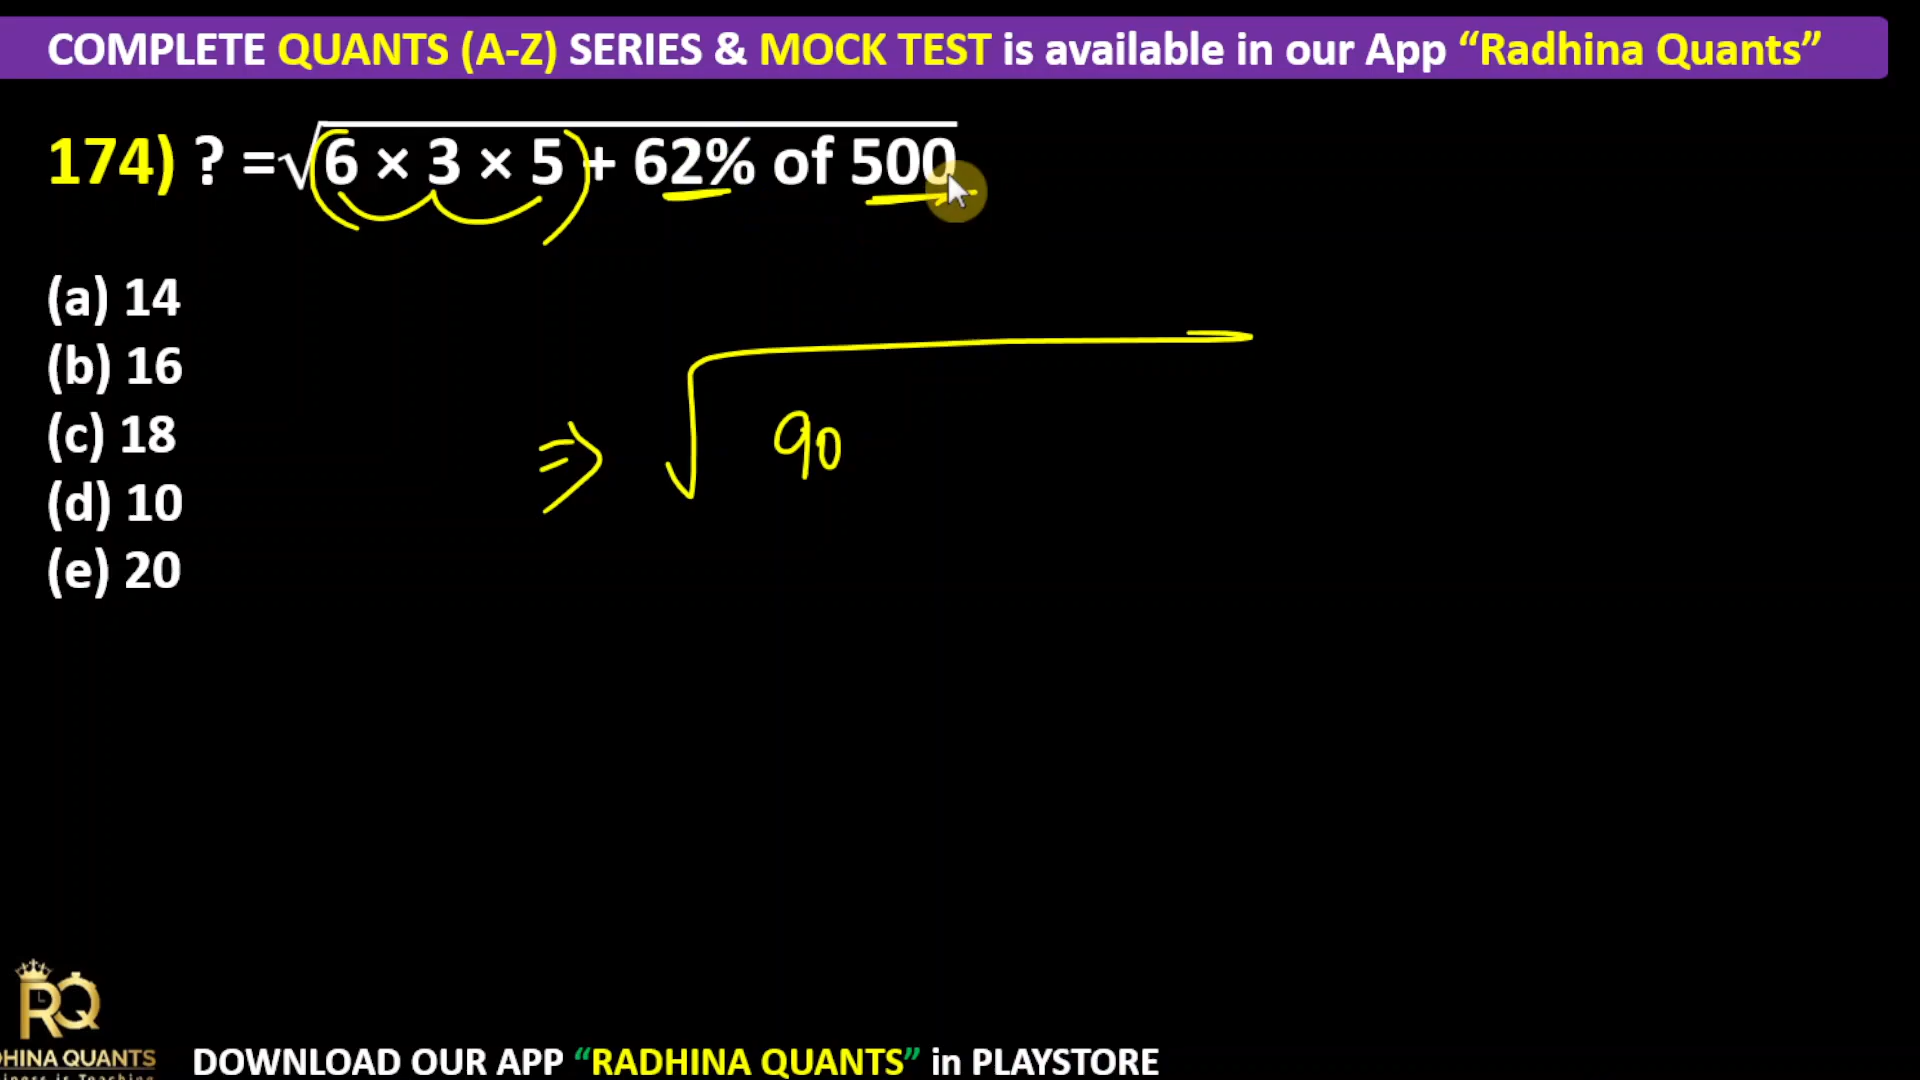 COMPLETE QUANTS (A-Z) SERIES & MOCK TEST is available in our App “Radhina Quants”
174) ? =√(6 × 3 × 5) + 62% of 500
(a) 14
(b) 16
(c) 18
(d) 10
(e) 20
⇒ √90
RQ
HINA QUANTS
DOWNLOAD OUR APP “RADHINA QUANTS” in PLAYSTORE